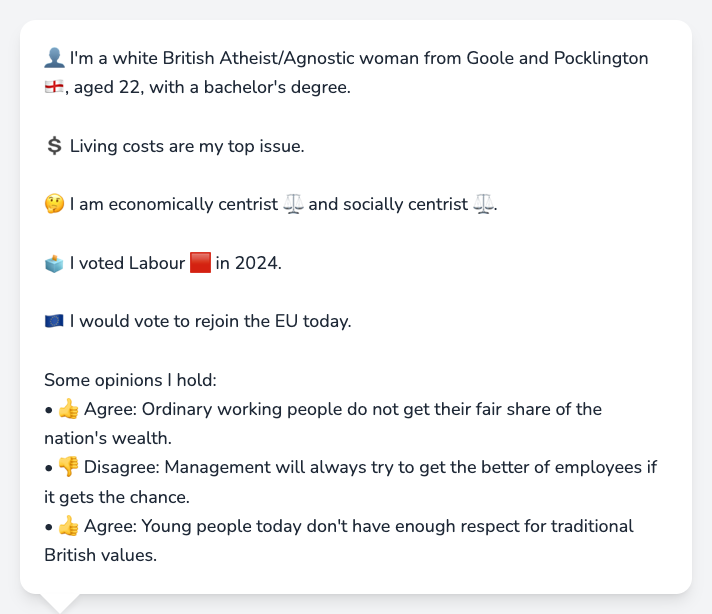 👤 I'm a white British Atheist/Agnostic woman from Goole and Pocklington
🏴󠁧󠁢󠁥󠁮󠁧󠁿, aged 22, with a bachelor's degree.
💲 Living costs are my top issue.
🤔 I am economically centrist ⚖️ and socially centrist ⚖️.
🗳️ I voted Labour 🟥 in 2024.
🇪🇺 I would vote to rejoin the EU today.
Some opinions I hold:
• 👍 Agree: Ordinary working people do not get their fair share of the
nation's wealth.
• 👎 Disagree: Management will always try to get the better of employees if
it gets the chance.
• 👍 Agree: Young people today don't have enough respect for traditional
British values.